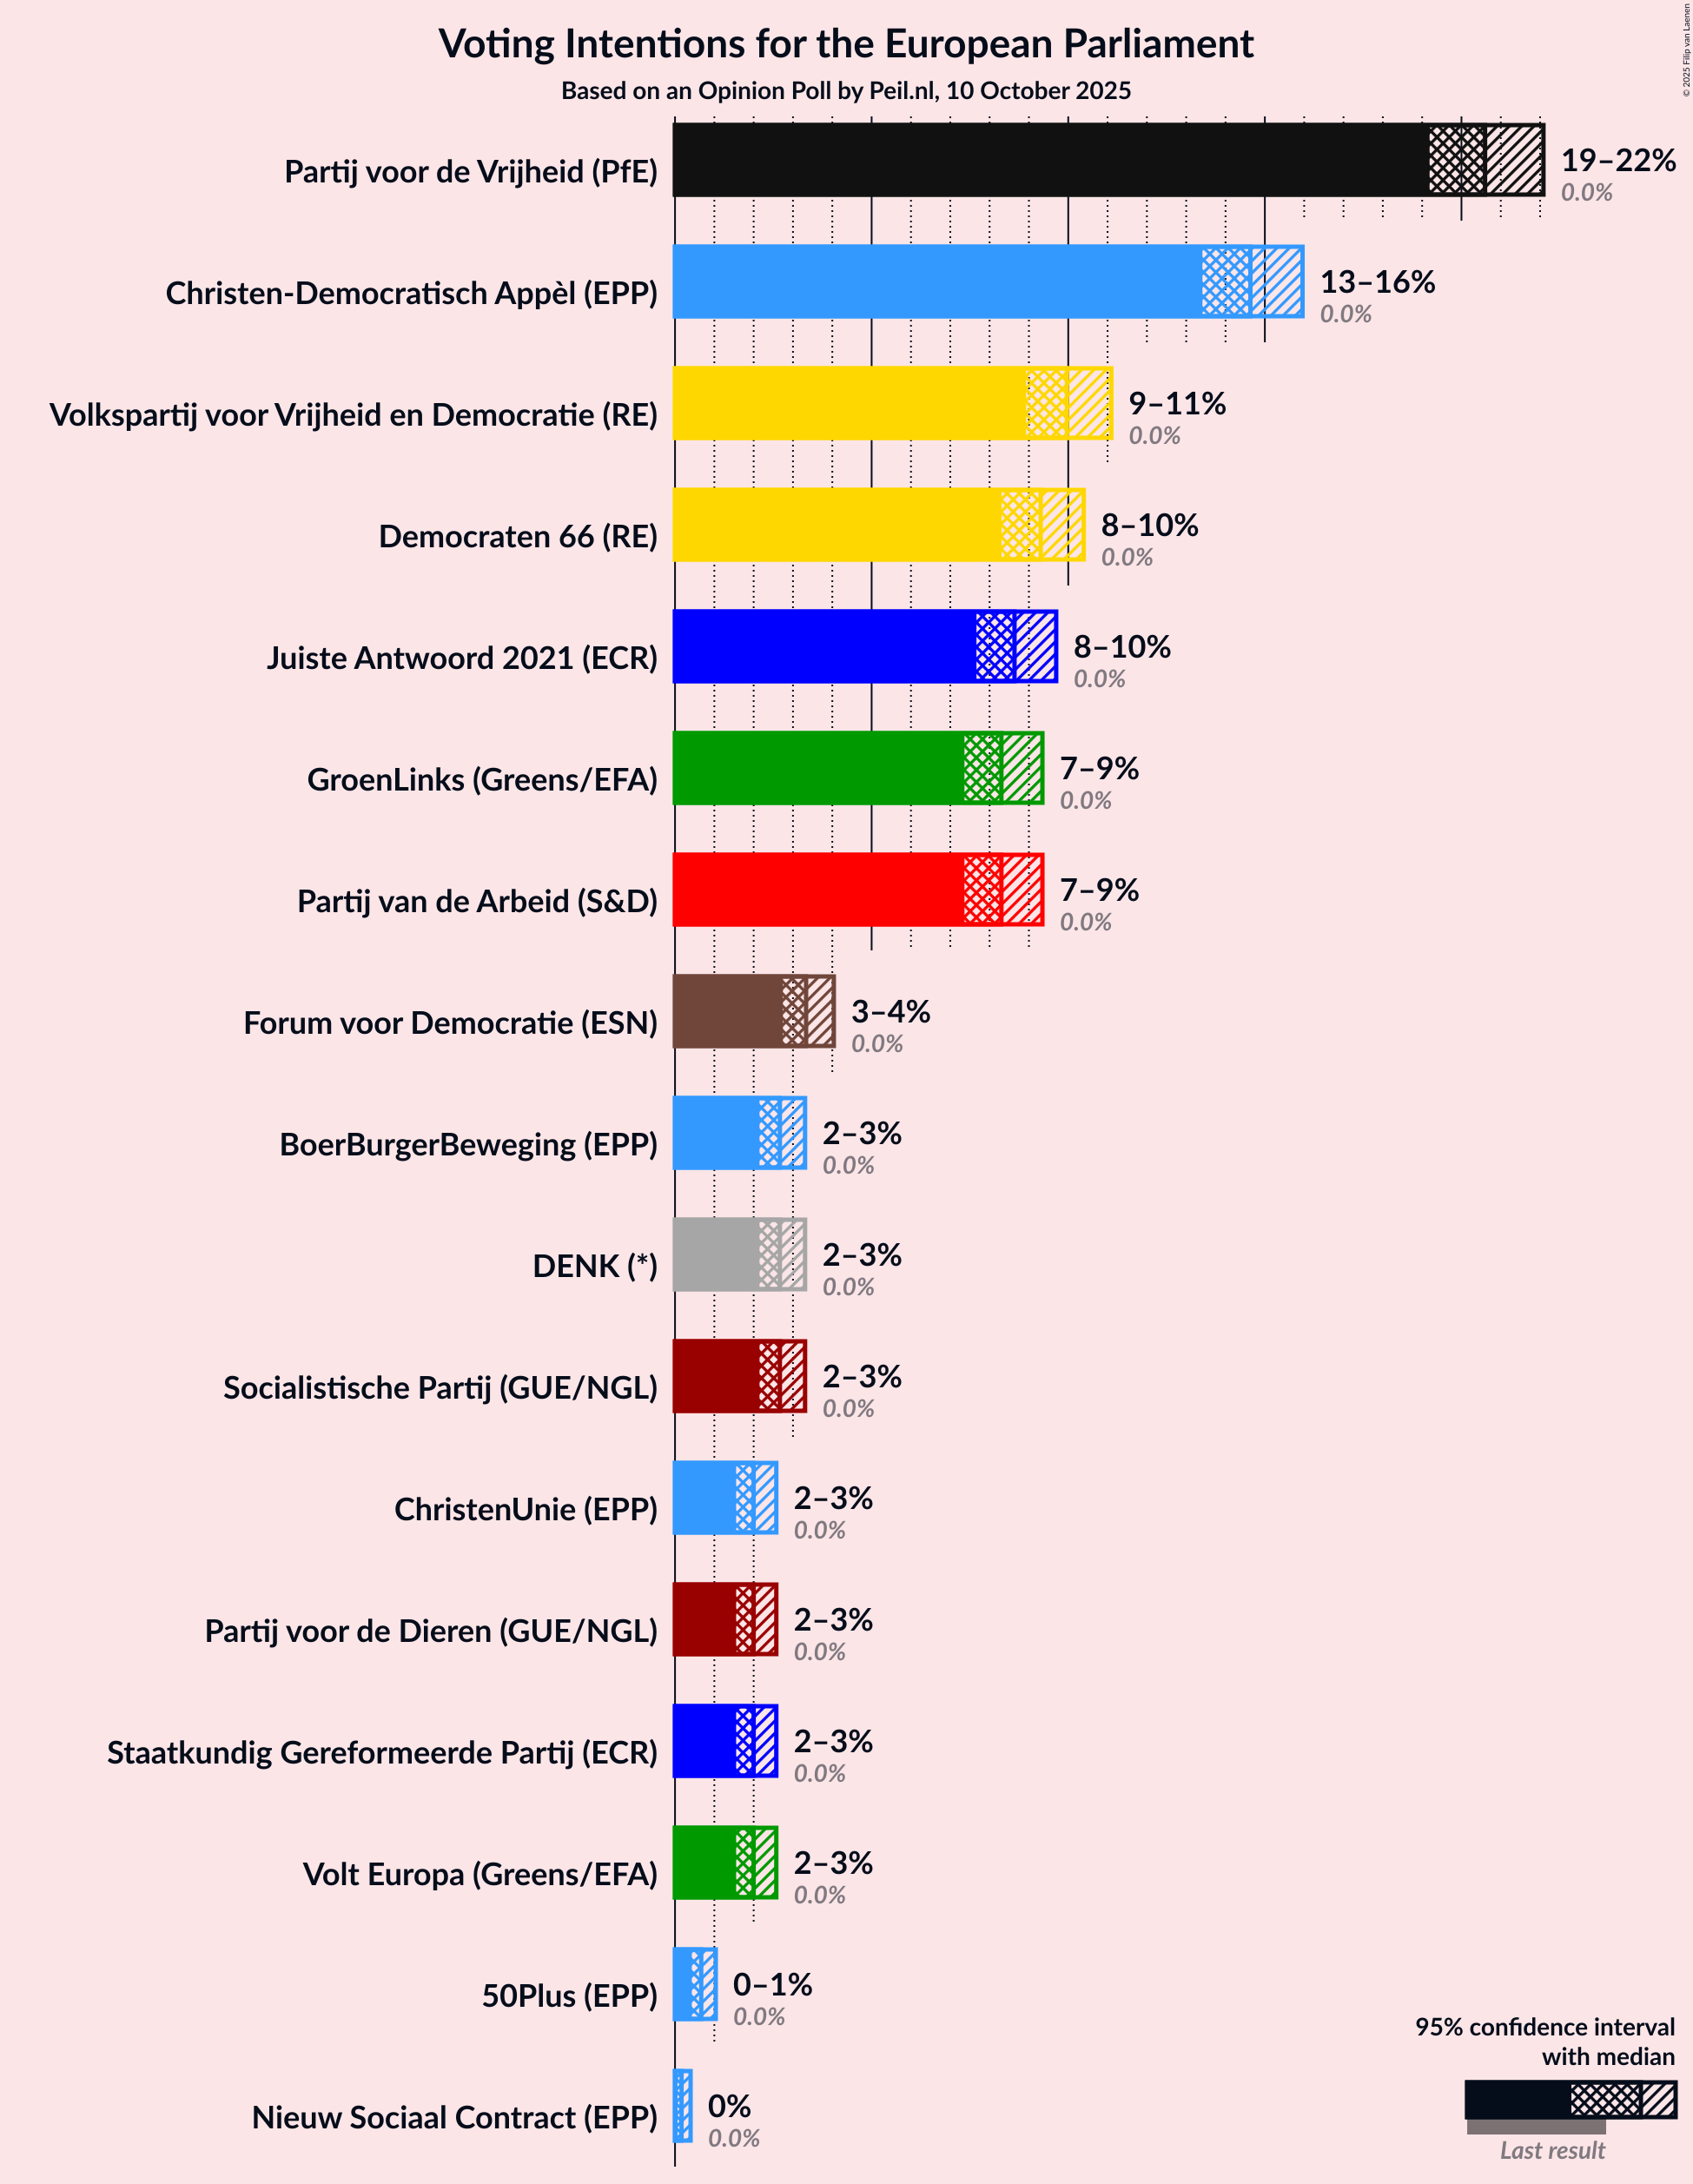 Voting Intentions for the European Parliament
Based on an Opinion Poll by Peil.nl, 10 October 2025
© 2025 Filip van Laenen
Partij voor de Vrijheid (PfE)
19–22%
0.0%
Christen-Democratisch Appèl (EPP)
13–16%
0.0%
Volkspartij voor Vrijheid en Democratie (RE)
9–11%
0.0%
Democraten 66 (RE)
8–10%
0.0%
Juiste Antwoord 2021 (ECR)
8–10%
0.0%
GroenLinks (Greens/EFA)
7–9%
0.0%
Partij van de Arbeid (S&D)
7–9%
0.0%
Forum voor Democratie (ESN)
3–4%
0.0%
BoerBurgerBeweging (EPP)
2–3%
0.0%
DENK (*)
2–3%
0.0%
Socialistische Partij (GUE/NGL)
2–3%
0.0%
ChristenUnie (EPP)
2–3%
0.0%
Partij voor de Dieren (GUE/NGL)
2–3%
0.0%
Staatkundig Gereformeerde Partij (ECR)
2–3%
0.0%
Volt Europa (Greens/EFA)
2–3%
0.0%
50Plus (EPP)
0–1%
0.0%
Nieuw Sociaal Contract (EPP)
0%
0.0%
95% confidence interval
with median
Last result